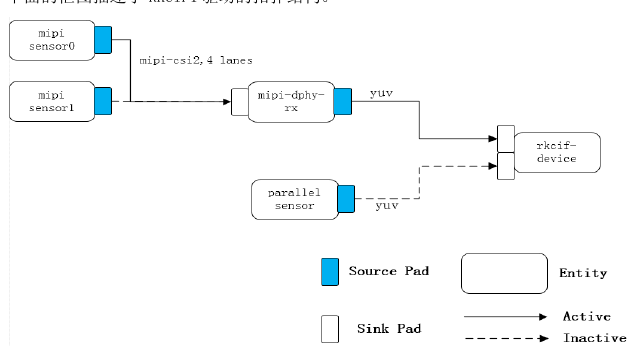 mipi
sensor0
mipi-csi2,4 lanes
mipi
sensor1
mipi-dphy-
rx
yuv
rkcif-
device
parallel
sensor
yuv
Source Pad
Entity
Active
Sink Pad
Inactive